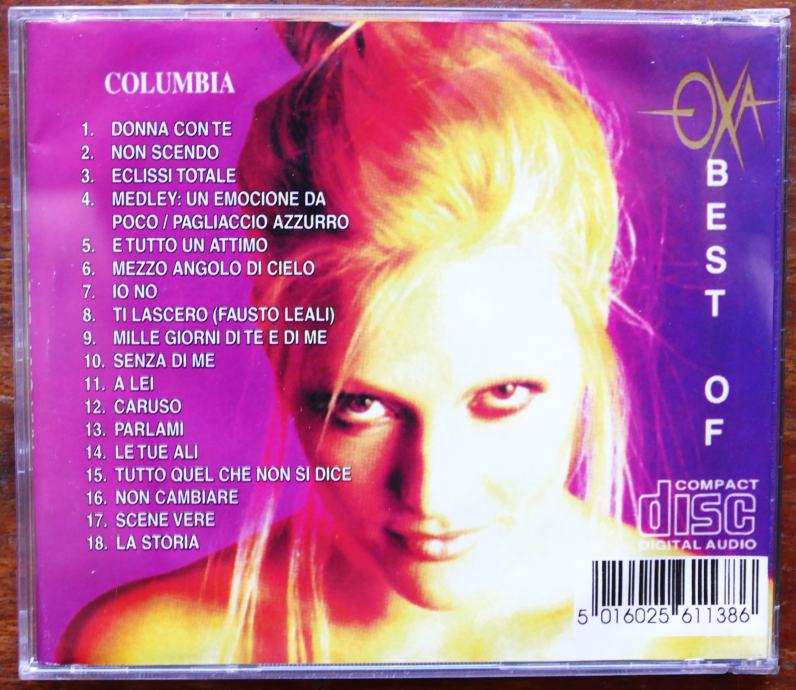 COLUMBIA
1. DONNA CON TE
2. NON SCENDO
3. ECLISSI TOTALE
4. MEDLEY: UN EMOCIONE DA
POCO / PAGLIACCIO AZZURRO
5. E TUTTO UN ATTIMO
6. MEZZO ANGOLO DI CIELO
7. IO NO
8. TI LASCERO (FAUSTO LEALI)
9. MILLE GIORNI DI TE E DI ME
10. SENZA DI ME
11. A LEI
12. CARUSO
13. PARLAMI
14. LE TUE ALI
15. TUTTO QUEL CHE NON SI DICE
16. NON CAMBIARE
17. SCENE VERE
18. LA STORIA
OXA
BEST OF
COMPACT
disc
DIGITAL AUDIO
5 016025 611386